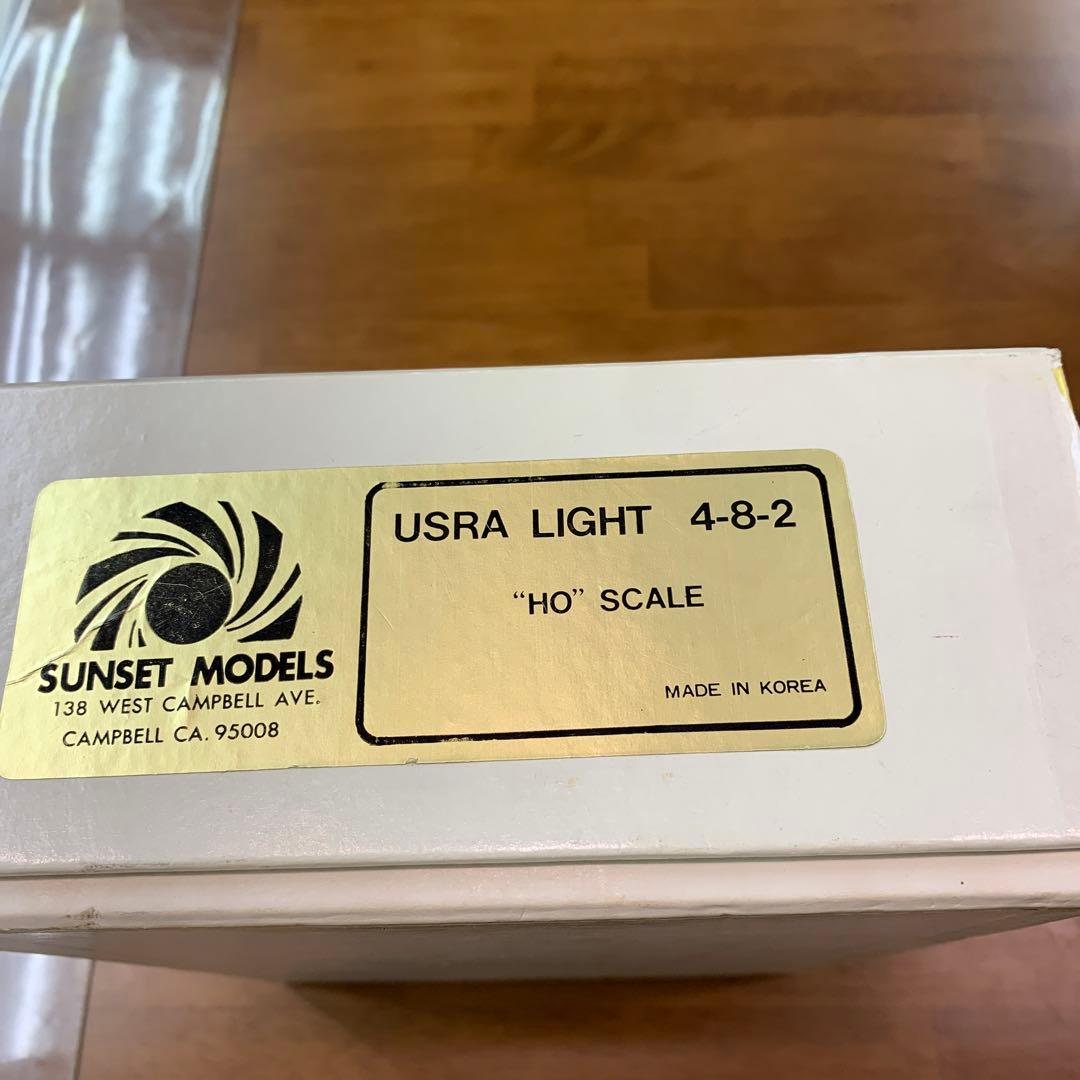 SUNSET MODELS
138 WEST CAMPBELL AVE.
CAMPBELL CA. 95008
USRA LIGHT 4-8-2
“HO” SCALE
MADE IN KOREA